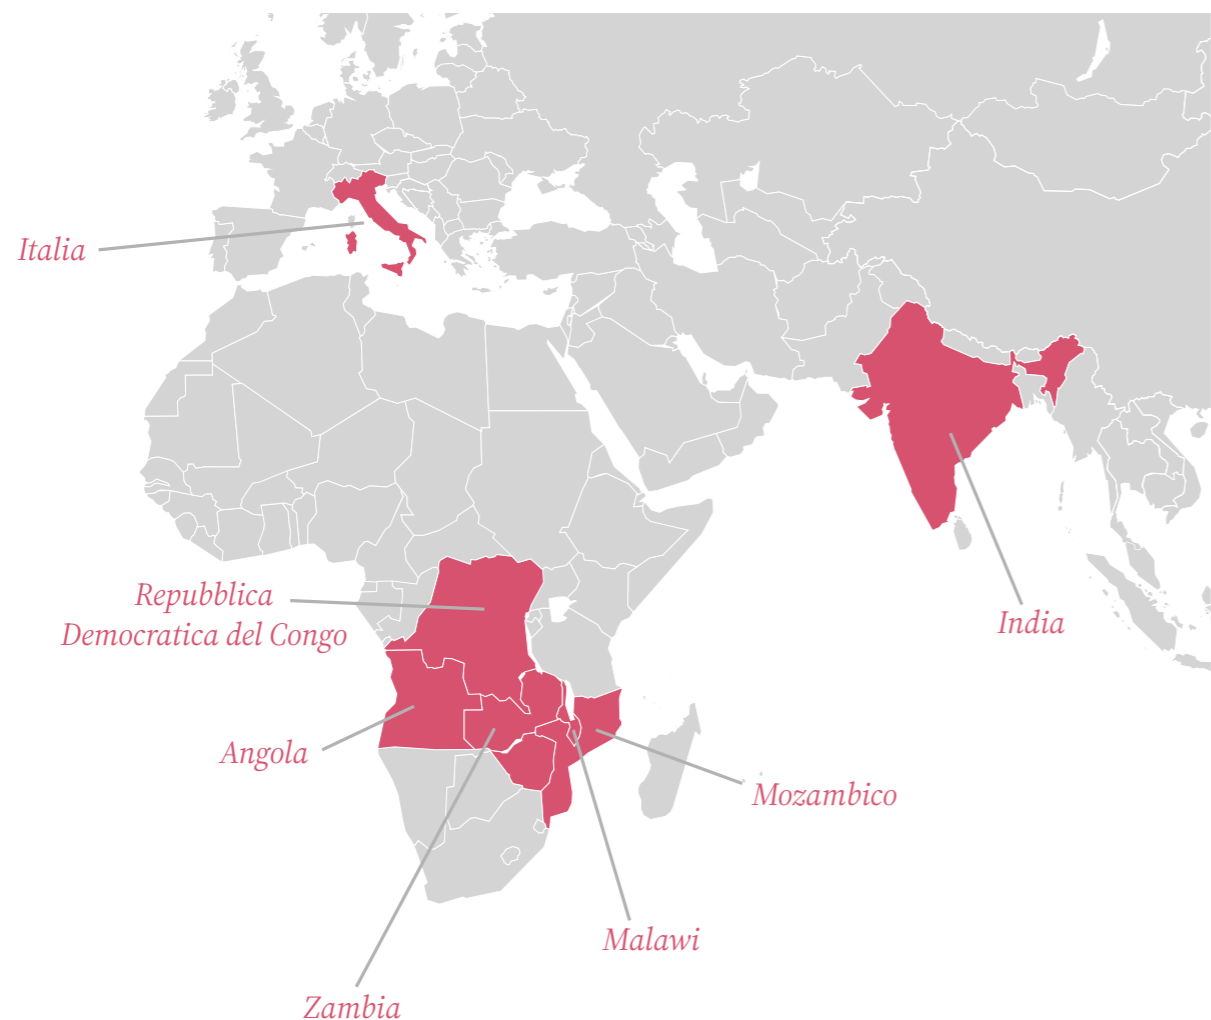 Italia
Repubblica
Democratica del Congo
India
Angola
Mozambico
Malawi
Zambia